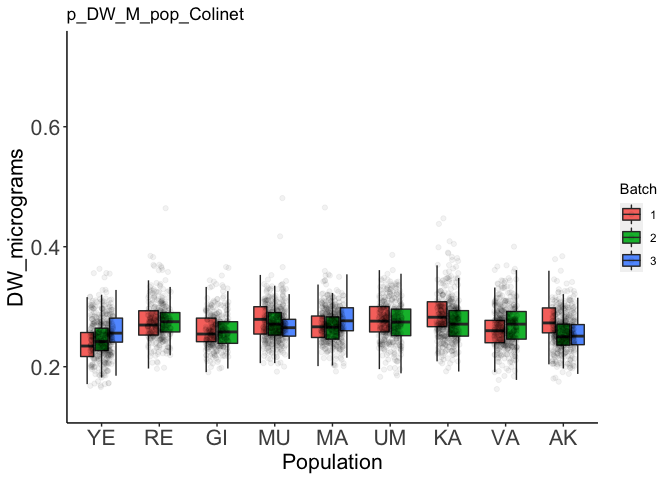 p_DW_M_pop_Colinet
DW_micrograms
0.6
0.4
0.2
YE RE GI MU MA UM KA VA AK
Population
Batch
1
2
3